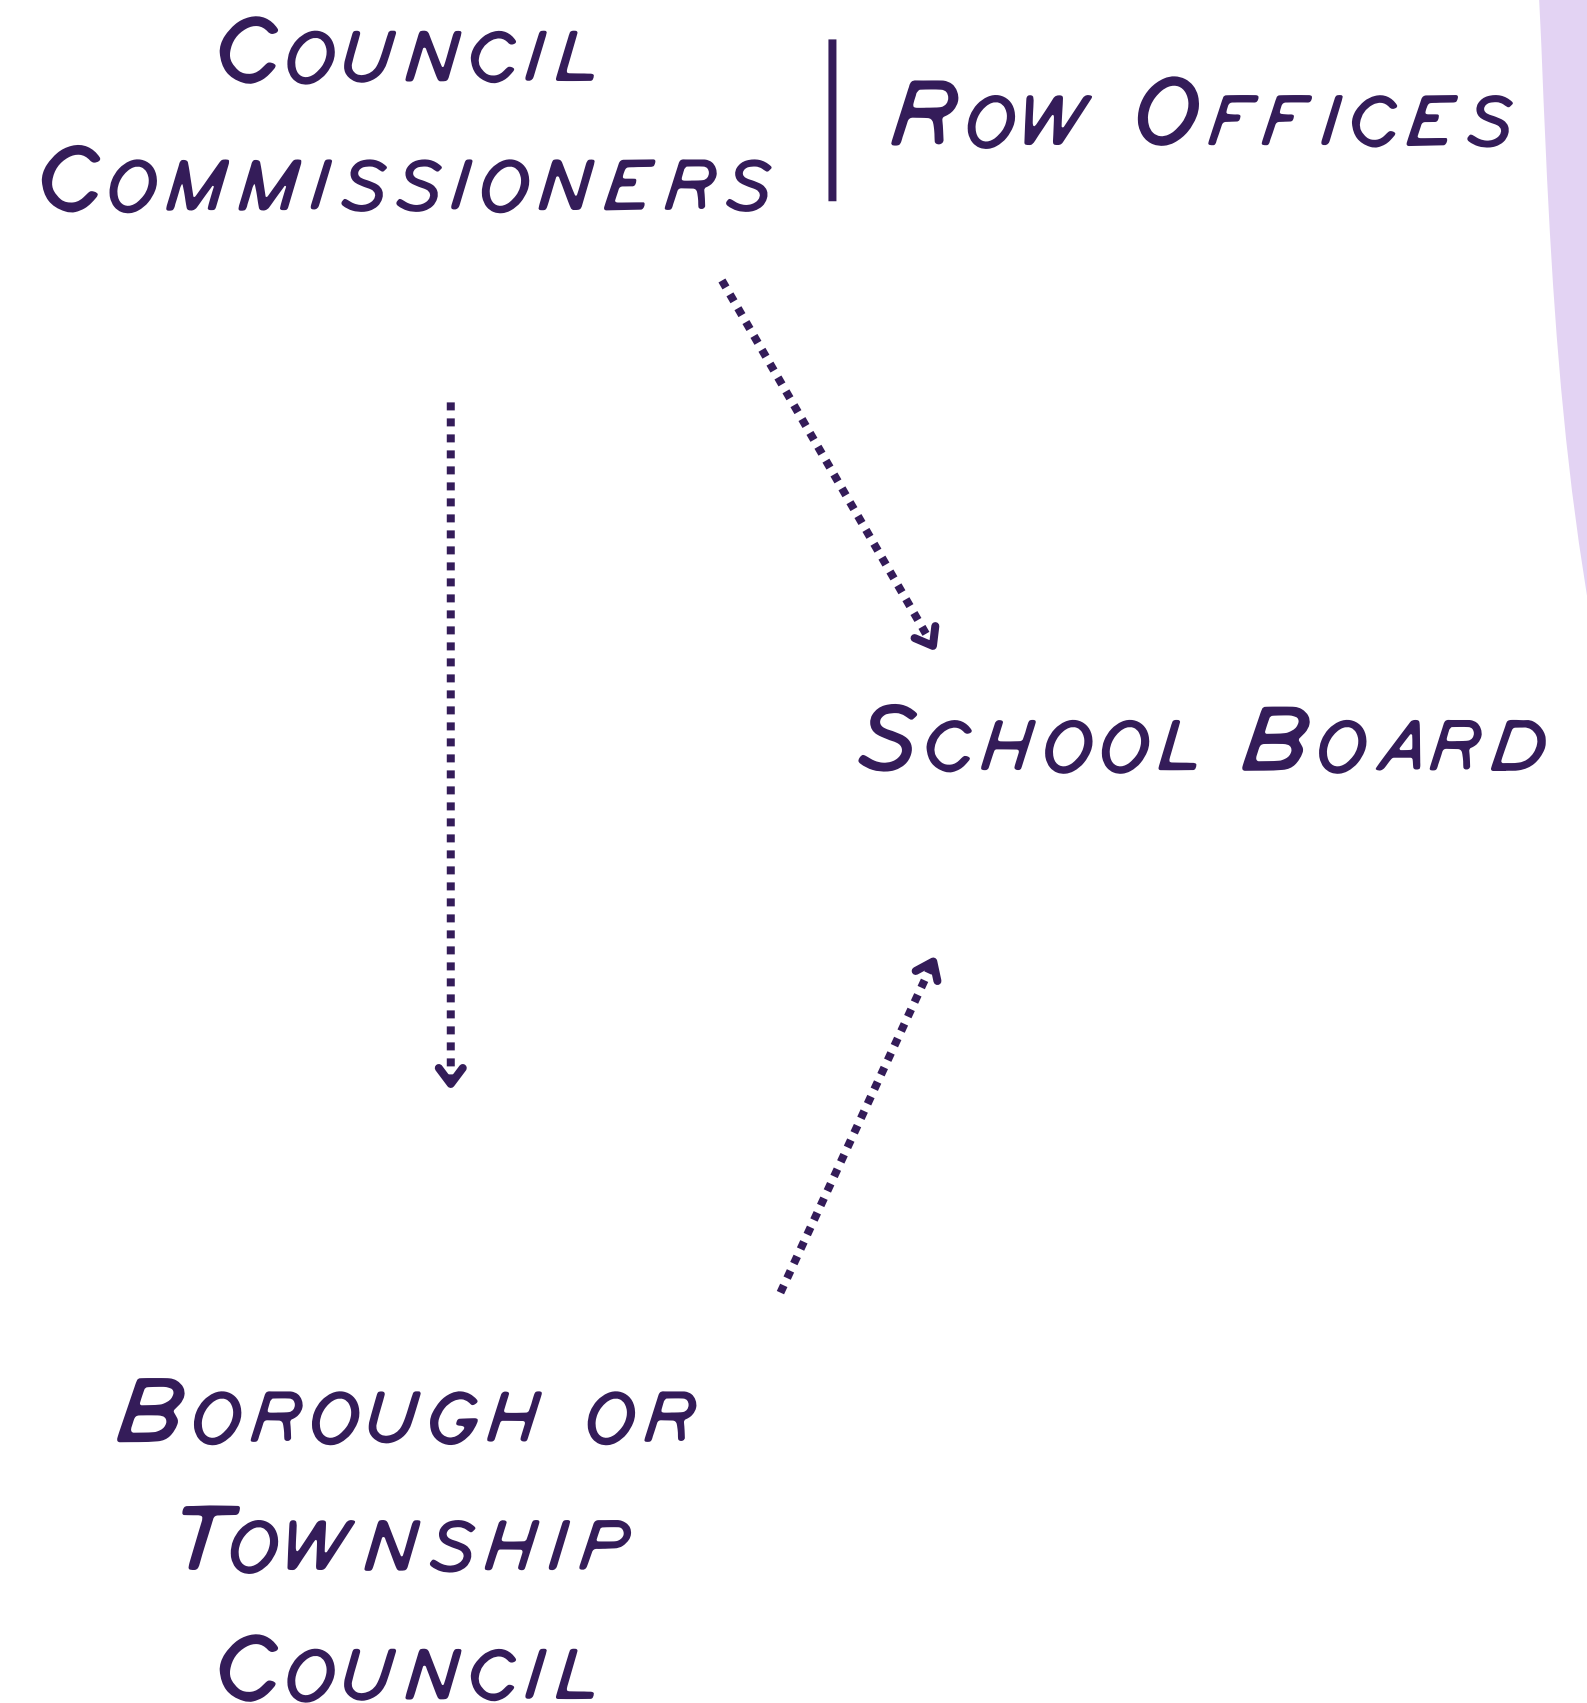 Council
Commissioners
Row Offices
School Board
Borough or
Township
Council